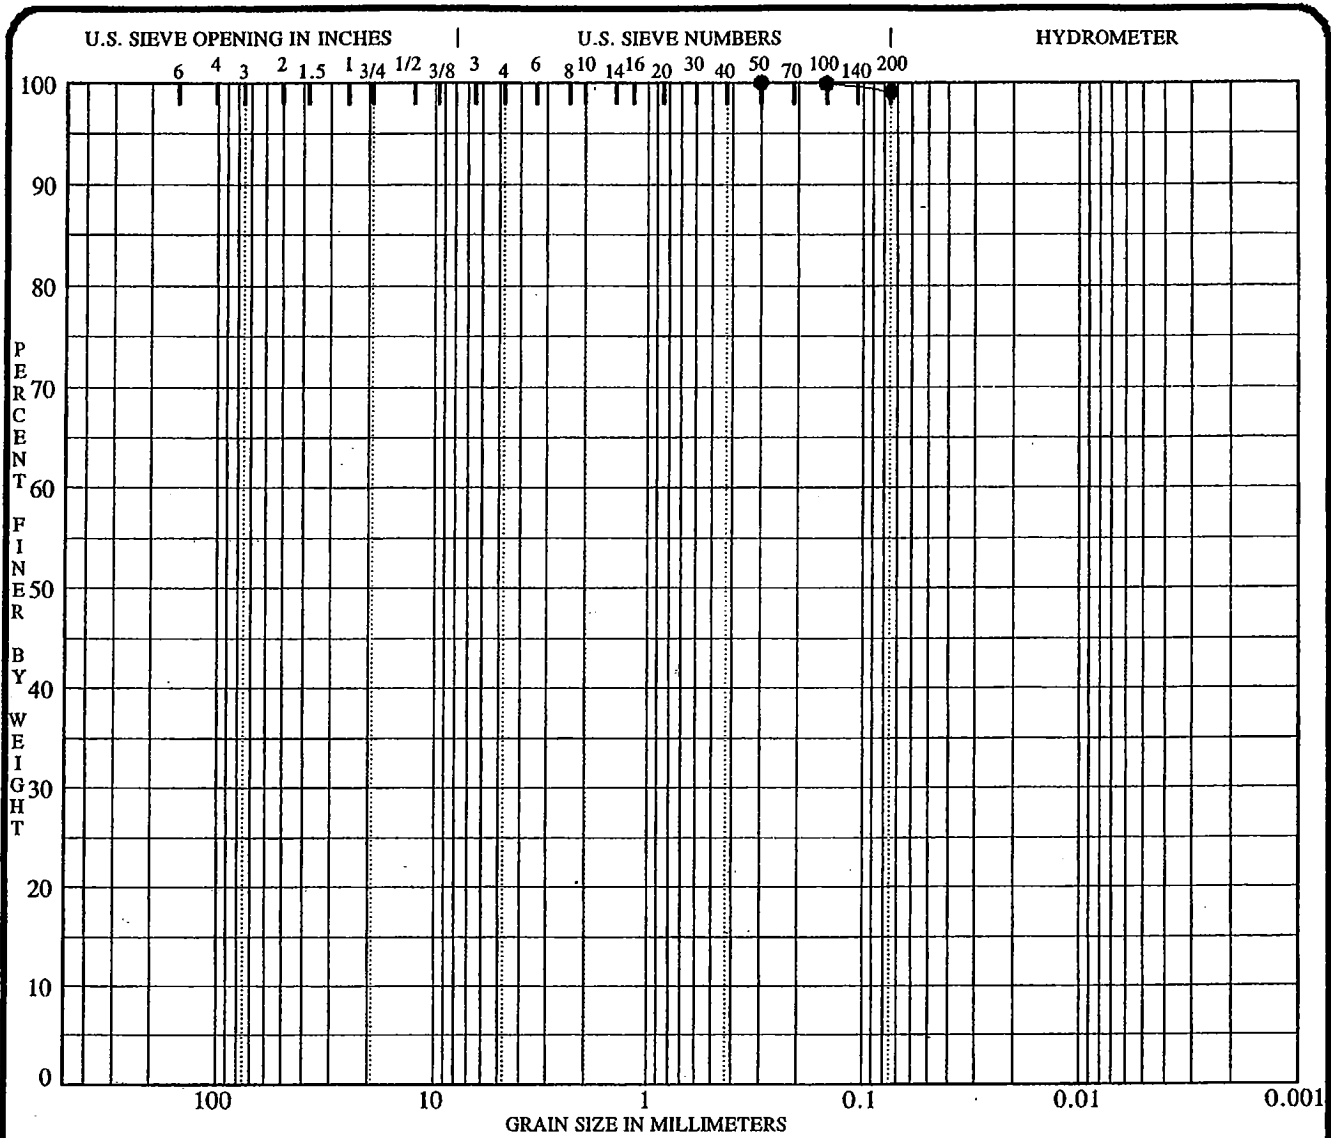 U.S. SIEVE OPENING IN INCHES | U.S. SIEVE NUMBERS | HYDROMETER
6 4 3 2 1.5 1 3/4 1/2 3/8 3 4 6 8 10 14 16 20 30 40 50 70 100 140 200
100
90
80
70
60
50
40
30
20
10
0
PERCENT FINER BY WEIGHT
100 10 1 0.1 0.01 0.001
GRAIN SIZE IN MILLIMETERS